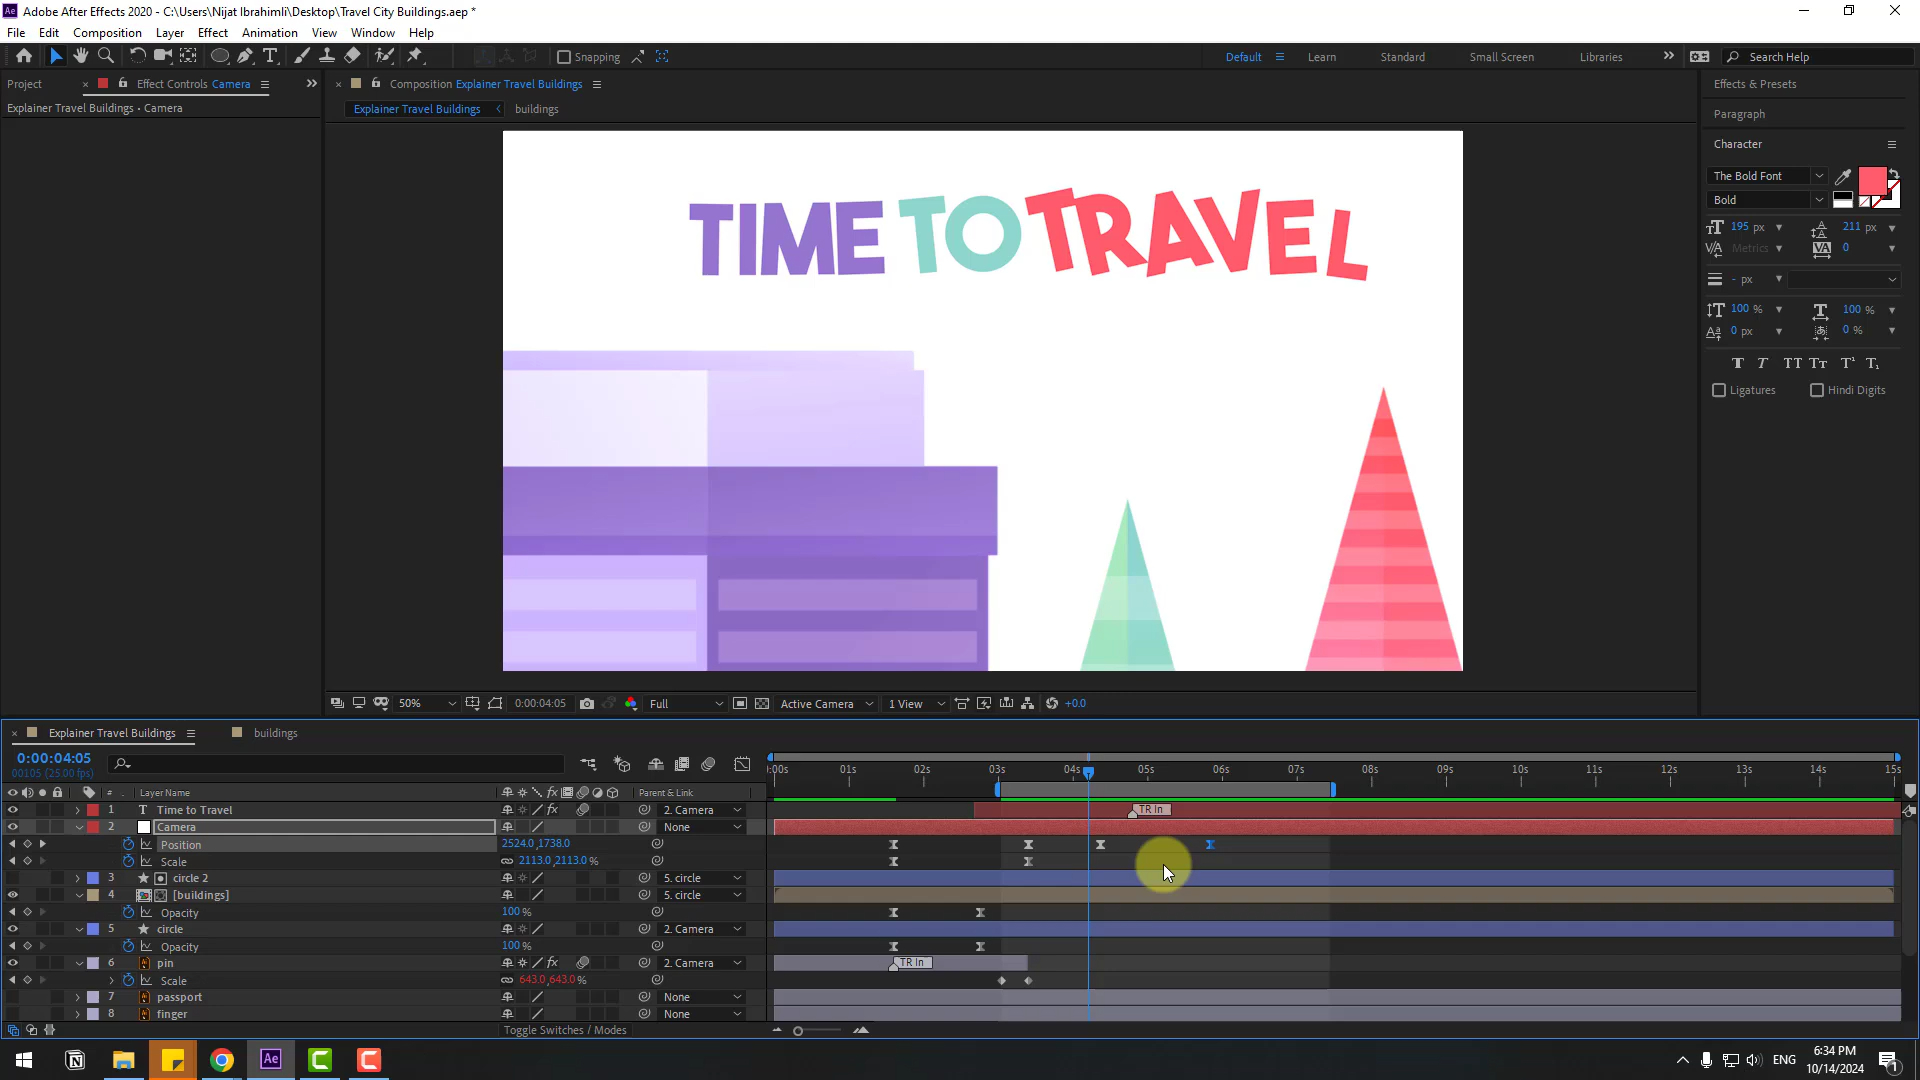 Adobe After Effects 2020 - C:\Users\Nijat Ibrahimli\Desktop\Travel City Buildings.aep *
File Edit Composition Layer Effect Animation View Window Help
Snapping
Default Learn Standard Small Screen Libraries Search Help
Project Effect Controls Camera
Explainer Travel Buildings • Camera
Composition Explainer Travel Buildings
Explainer Travel Buildings buildings
TIME TO TRAVEL
50% 0:00:04:05 Full Active Camera 1 View +0.0
Effects & Presets
Paragraph
Character
The Bold Font
Bold
195 px 211 px
Metrics 0
- px
100 % 100 %
0 px 0 %
Ligatures Hindi Digits
Explainer Travel Buildings buildings
0:00:04:05
00105 (25.00 fps)
:00s 01s 02s 03s 04s 05s 06s 07s 08s 09s 10s 11s 12s 13s 14s 15s
# Layer Name Parent & Link
1 Time to Travel 2. Camera TR In
2 Camera None
Position 2524.0,1738.0
Scale 2113.0,2113.0 %
3 circle 2 5. circle
4 [buildings] 5. circle
Opacity 100 %
5 circle 2. Camera
Opacity 100 %
6 pin 2. Camera TR In
Scale 643.0,643.0 %
7 passport None
8 finger None
Toggle Switches / Modes
ENG 6:34 PM
10/14/2024 1